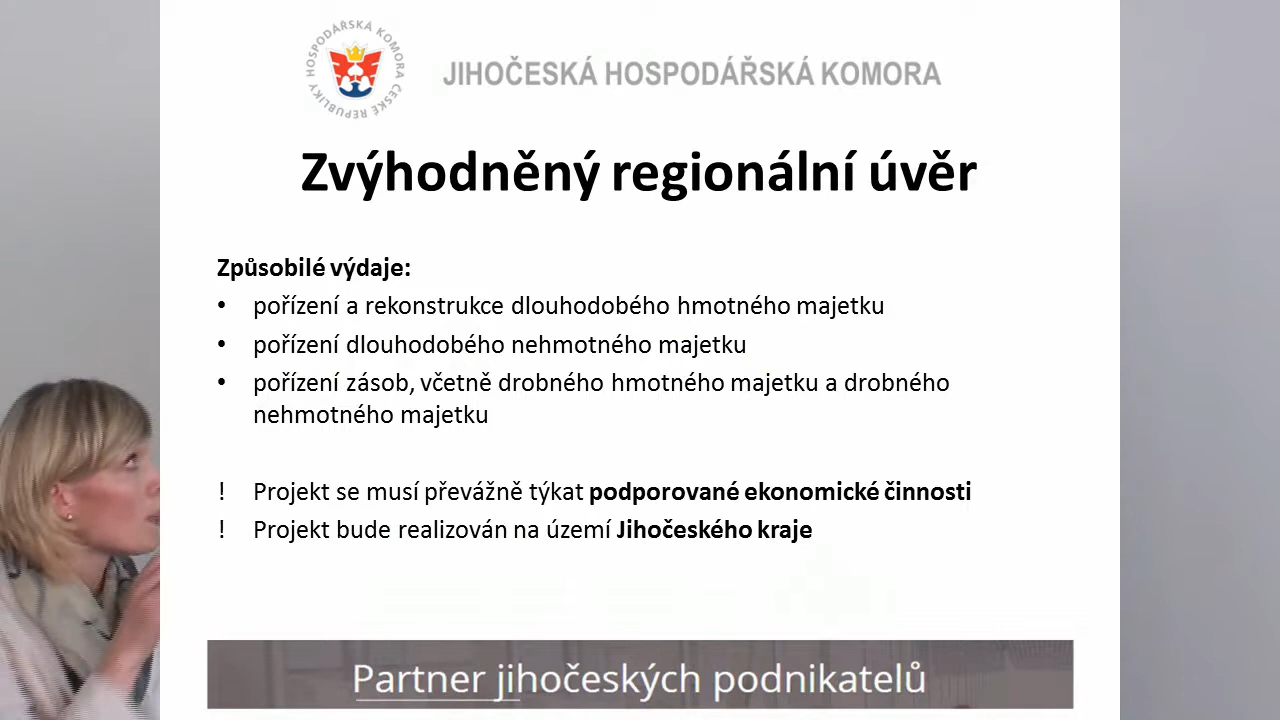 HOSPODÁŘSKÁ KOMORA ČESKÉ REPUBLIKY
JIHOČESKÁ HOSPODÁŘSKÁ KOMORA
Zvýhodněný regionální úvěr
Způsobilé výdaje:
• pořízení a rekonstrukce dlouhodobého hmotného majetku
• pořízení dlouhodobého nehmotného majetku
• pořízení zásob, včetně drobného hmotného majetku a drobného
nehmotného majetku
! Projekt se musí převážně týkat podporované ekonomické činnosti
! Projekt bude realizován na území Jihočeského kraje
Partner jihočeských podnikatelů